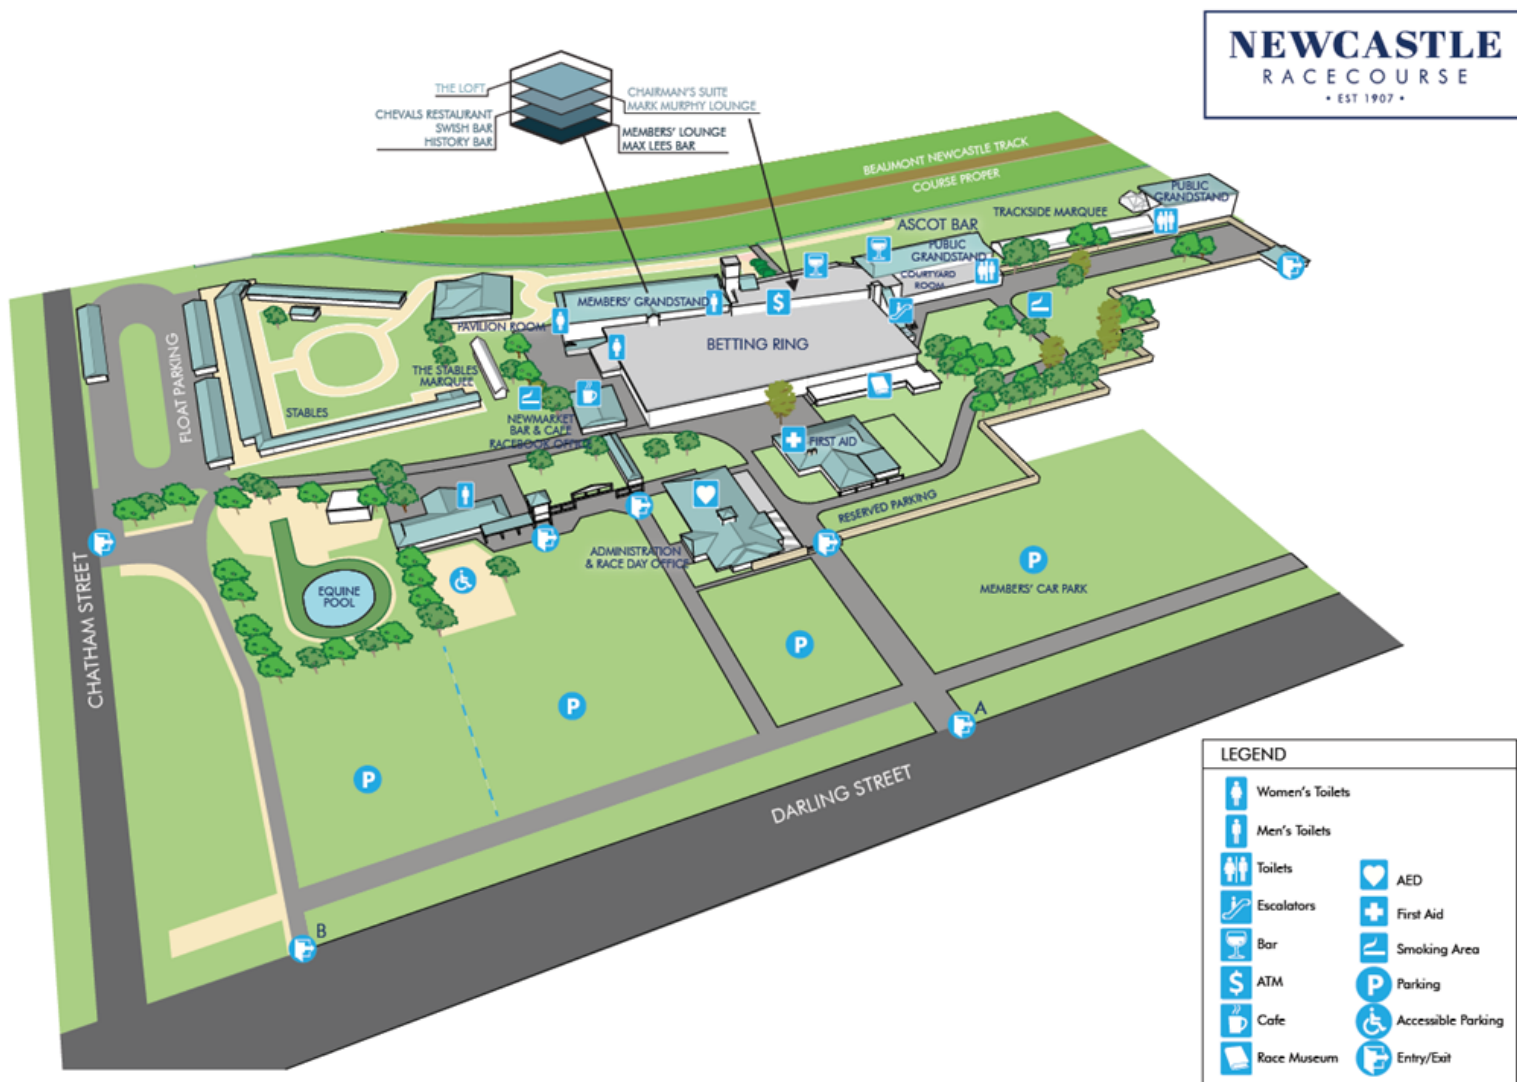 NEWCASTLE
RACECOURSE
• EST 1907 •
THE LOFT
CHAIRMAN'S SUITE
MARK MURPHY LOUNGE
CHEVALS RESTAURANT
SWISH BAR
HISTORY BAR
MEMBERS' LOUNGE
MAX LEES BAR
BEAUMONT NEWCASTLE TRACK
COURSE PROPER
PUBLIC
GRANDSTAND
TRACKSIDE MARQUEE
ASCOT BAR
PUBLIC
GRANDSTAND
COURTYARD
ROOM
MEMBERS' GRANDSTAND
$
PAVILION ROOM
BETTING RING
THE STABLES
MARQUEE
FLOAT PARKING
STABLES
NEWMARKET
BAR & CAFE
RACEBOOK OFFICE
FIRST AID
RESERVED PARKING
ADMINISTRATION
& RACE DAY OFFICE
P
MEMBERS' CAR PARK
EQUINE
POOL
CHATHAM STREET
P
P
P
A
B
DARLING STREET
LEGEND
Women's Toilets
Men's Toilets
Toilets
Escalators
Bar
$ ATM
Cafe
Race Museum
AED
First Aid
Smoking Area
P Parking
Accessible Parking
Entry/Exit